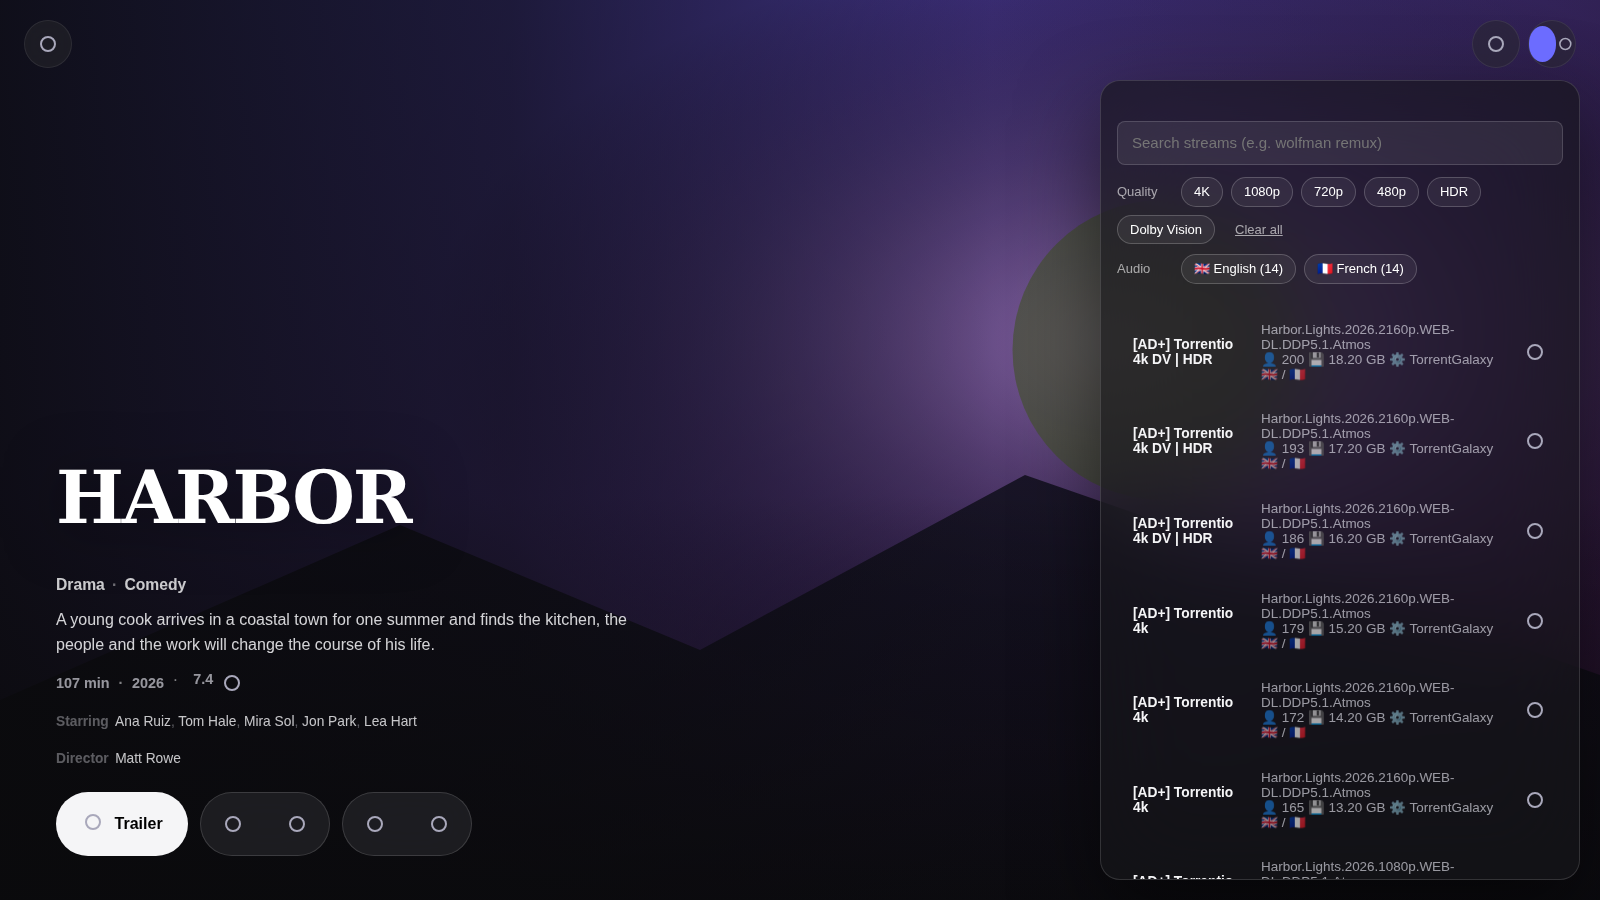 Search streams (e.g. wolfman remux)
Quality 4K 1080p 720p 480p HDR
Dolby Vision Clear all
Audio 🇬🇧 English (14) 🇫🇷 French (14)
[AD+] Torrentio
4k DV | HDR
Harbor.Lights.2026.2160p.WEB-
DL.DDP5.1.Atmos
👤 200 💾 18.20 GB ⚙️ TorrentGalaxy
🇬🇧 / 🇫🇷
[AD+] Torrentio
4k DV | HDR
Harbor.Lights.2026.2160p.WEB-
DL.DDP5.1.Atmos
👤 193 💾 17.20 GB ⚙️ TorrentGalaxy
🇬🇧 / 🇫🇷
[AD+] Torrentio
4k DV | HDR
Harbor.Lights.2026.2160p.WEB-
DL.DDP5.1.Atmos
👤 186 💾 16.20 GB ⚙️ TorrentGalaxy
🇬🇧 / 🇫🇷
[AD+] Torrentio
4k
Harbor.Lights.2026.2160p.WEB-
DL.DDP5.1.Atmos
👤 179 💾 15.20 GB ⚙️ TorrentGalaxy
🇬🇧 / 🇫🇷
[AD+] Torrentio
4k
Harbor.Lights.2026.2160p.WEB-
DL.DDP5.1.Atmos
👤 172 💾 14.20 GB ⚙️ TorrentGalaxy
🇬🇧 / 🇫🇷
[AD+] Torrentio
4k
Harbor.Lights.2026.2160p.WEB-
DL.DDP5.1.Atmos
👤 165 💾 13.20 GB ⚙️ TorrentGalaxy
🇬🇧 / 🇫🇷
Harbor.Lights.2026.1080p.WEB-
HARBOR
Drama · Comedy
A young cook arrives in a coastal town for one summer and finds the kitchen, the
people and the work will change the course of his life.
107 min · 2026 · 7.4
Starring Ana Ruiz, Tom Hale, Mira Sol, Jon Park, Lea Hart
Director Matt Rowe
Trailer